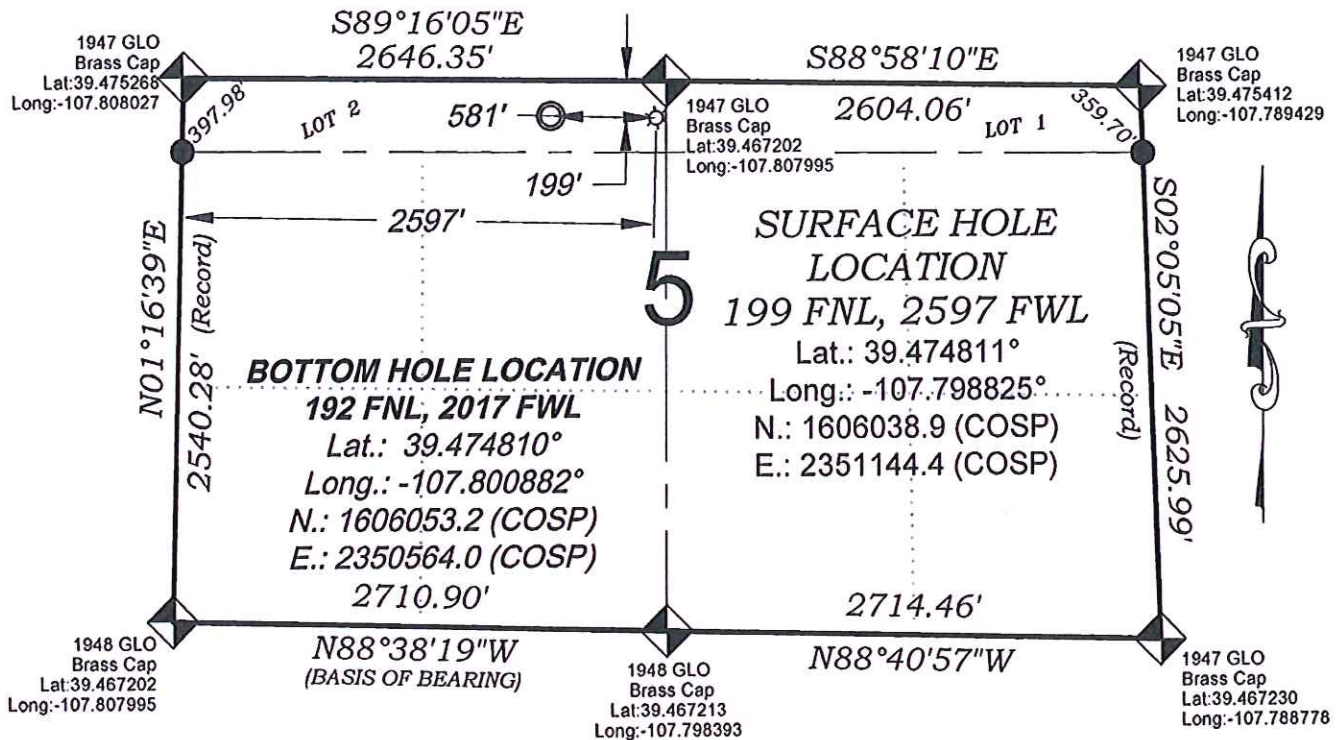 S89°16'05"E
2646.35'
1947 GLO
Brass Cap
Lat:39.475268
Long:-107.808027
S88°58'10"E
2604.06'
1947 GLO
Brass Cap
Lat:39.475412
Long:-107.789429
397.98'
LOT 2
581'
1947 GLO
Brass Cap
Lat:39.467202
Long:-107.807995
LOT 1
359.70'
199'
2597'
5
SURFACE HOLE
LOCATION
199 FNL, 2597 FWL
Lat.: 39.474811°
Long.: -107.798825°
N.: 1606038.9 (COSP)
E.: 2351144.4 (COSP)
N01°16'39"E
2540.28' (Record)
BOTTOM HOLE LOCATION
192 FNL, 2017 FWL
Lat.: 39.474810°
Long.: -107.800882°
N.: 1606053.2 (COSP)
E.: 2350564.0 (COSP)
S02°05'05"E 2625.99'
(Record)
2710.90'
2714.46'
1948 GLO
Brass Cap
Lat:39.467202
Long:-107.807995
N88°38'19"W
(BASIS OF BEARING)
1948 GLO
Brass Cap
Lat:39.467213
Long:-107.798393
N88°40'57"W
1947 GLO
Brass Cap
Lat:39.467230
Long:-107.788778